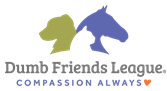 Dumb Friends League®
COMPASSION ALWAYS